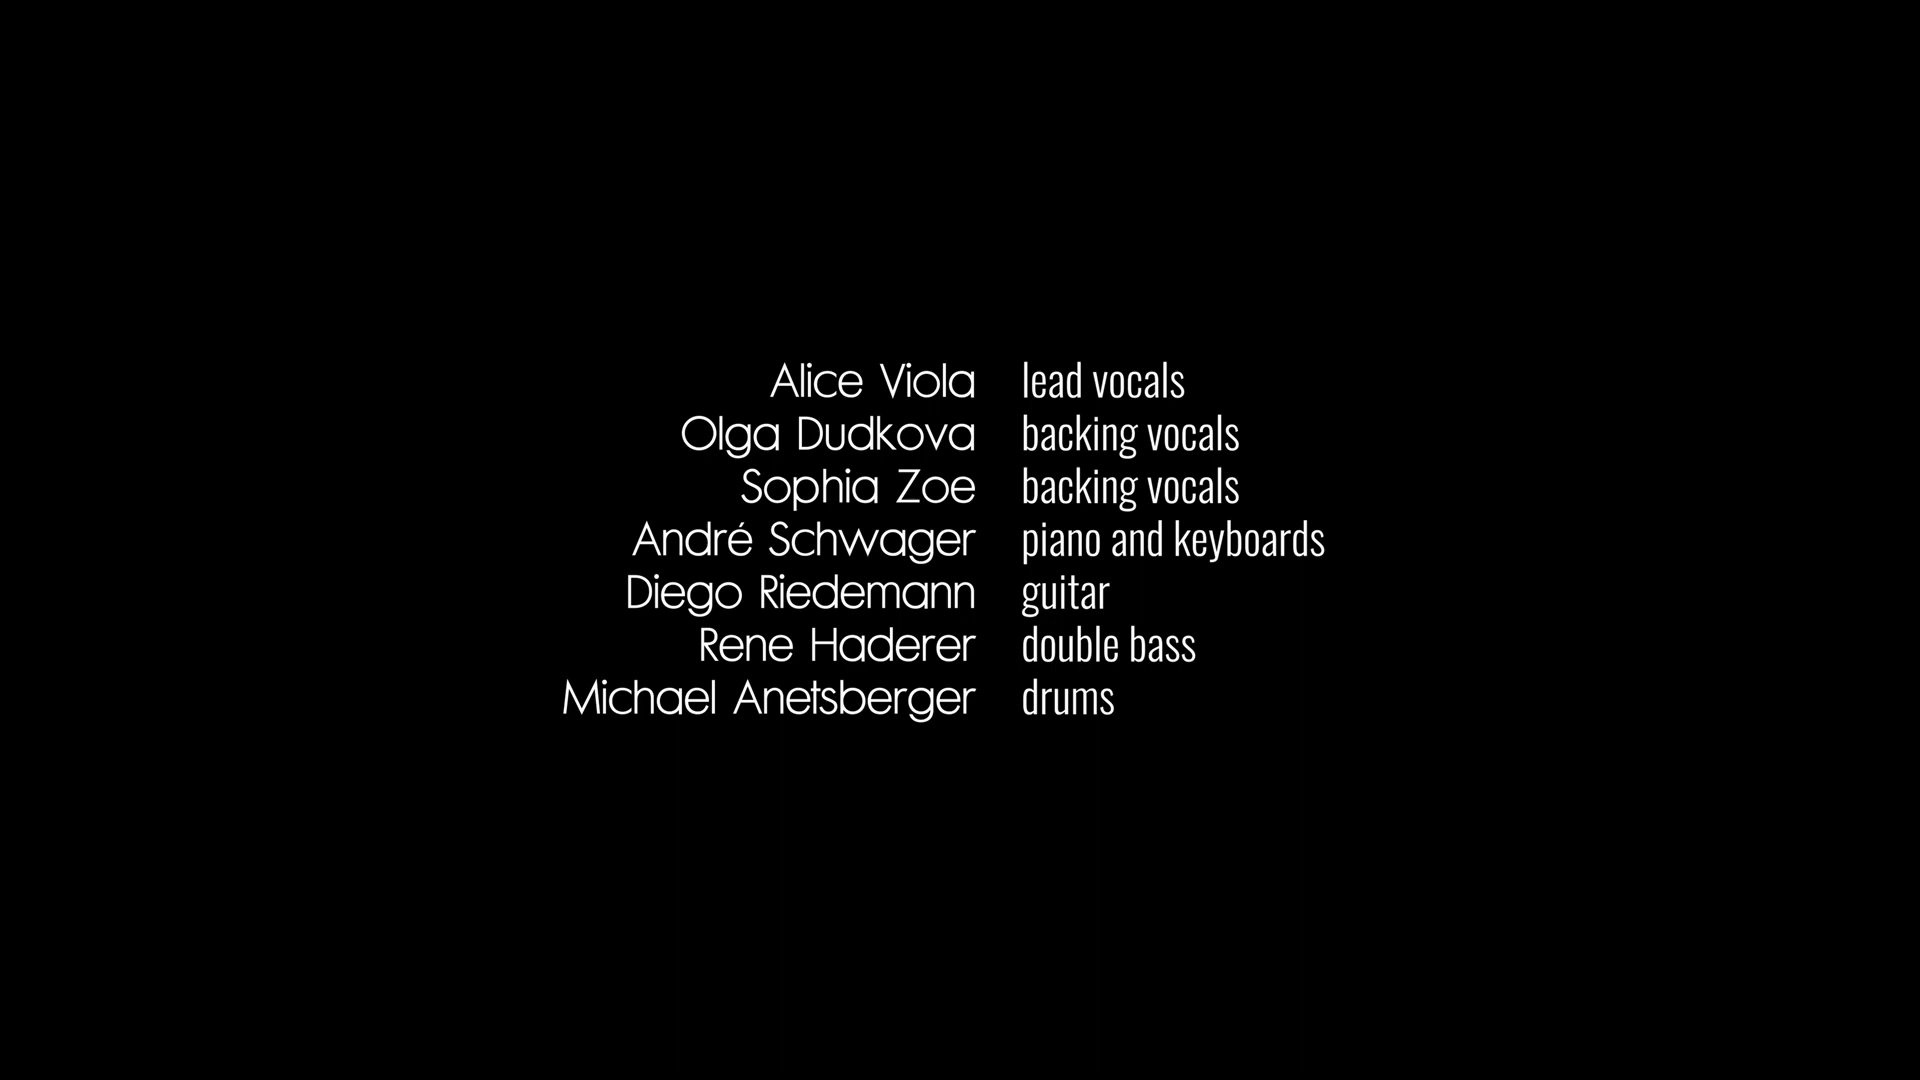 Alice Viola lead vocals
Olga Dudkova backing vocals
Sophia Zoe backing vocals
André Schwager piano and keyboards
Diego Riedemann guitar
Rene Haderer double bass
Michael Anetsberger drums